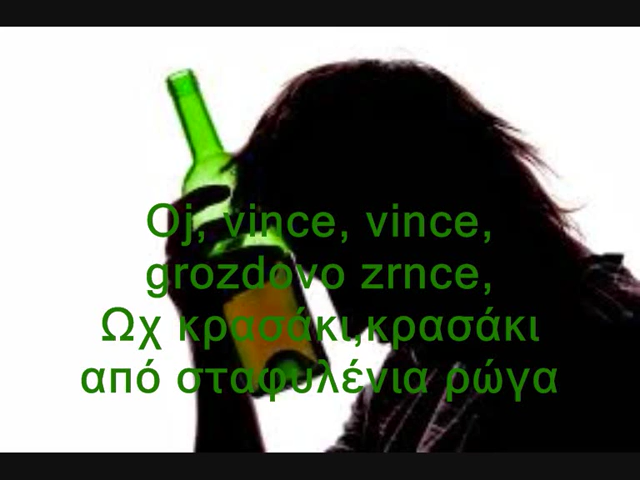 Oj, vince, vince,
grozdovo zrnce,
Ωχ κρασάκι,κρασάκι
από σταφυλένια ρώγα